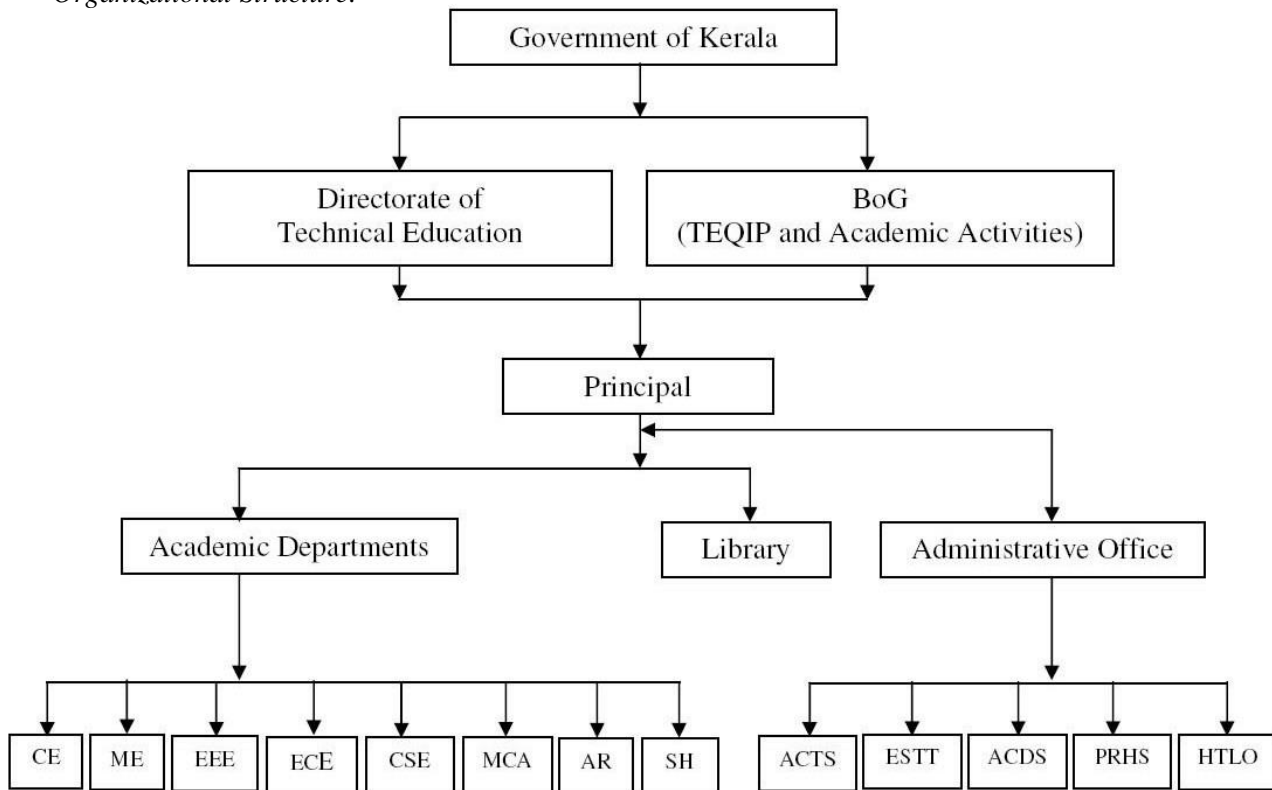 Organizational Structure:
Government of Kerala
Directorate of
Technical Education
BoG
(TEQIP and Academic Activities)
Principal
Academic Departments
Library
Administrative Office
CE
ME
EEE
ECE
CSE
MCA
AR
SH
ACTS
ESTT
ACDS
PRHS
HTLO